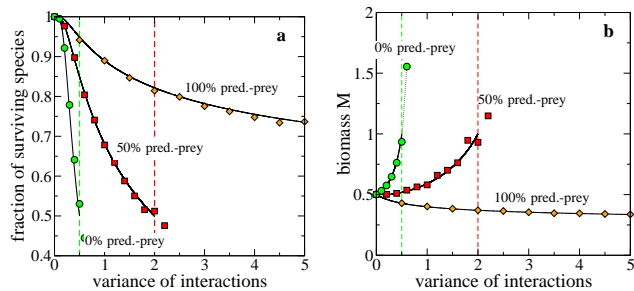 1
0.9
0.8
0.7
0.6
0.5
0.4
fraction of surviving species
a
100% pred.-prey
50% pred.-prey
0% pred.-prey
0 1 2 3 4 5
variance of interactions
2
1.5
1
0.5
0
biomass M
b
0% pred.-prey
50% pred.-prey
100% pred.-prey
0 1 2 3 4 5
variance of interactions